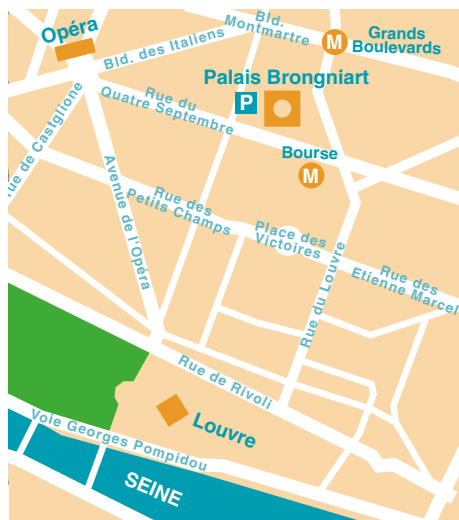 Opéra
Bld.
Montmartre
M
Grands
Boulevards
Bld. des Italiens
Palais Brongniart
P
Rue du
Quatre Septembre
Bourse
M
rue de Castglione
Avenue de l'Opéra
Rue des
Petits Champs
Place des
Victoires
Rue des
Etienne Marcel
Rue du Louvre
Rue de Rivoli
Louvre
Voie Georges Pompidou
SEINE